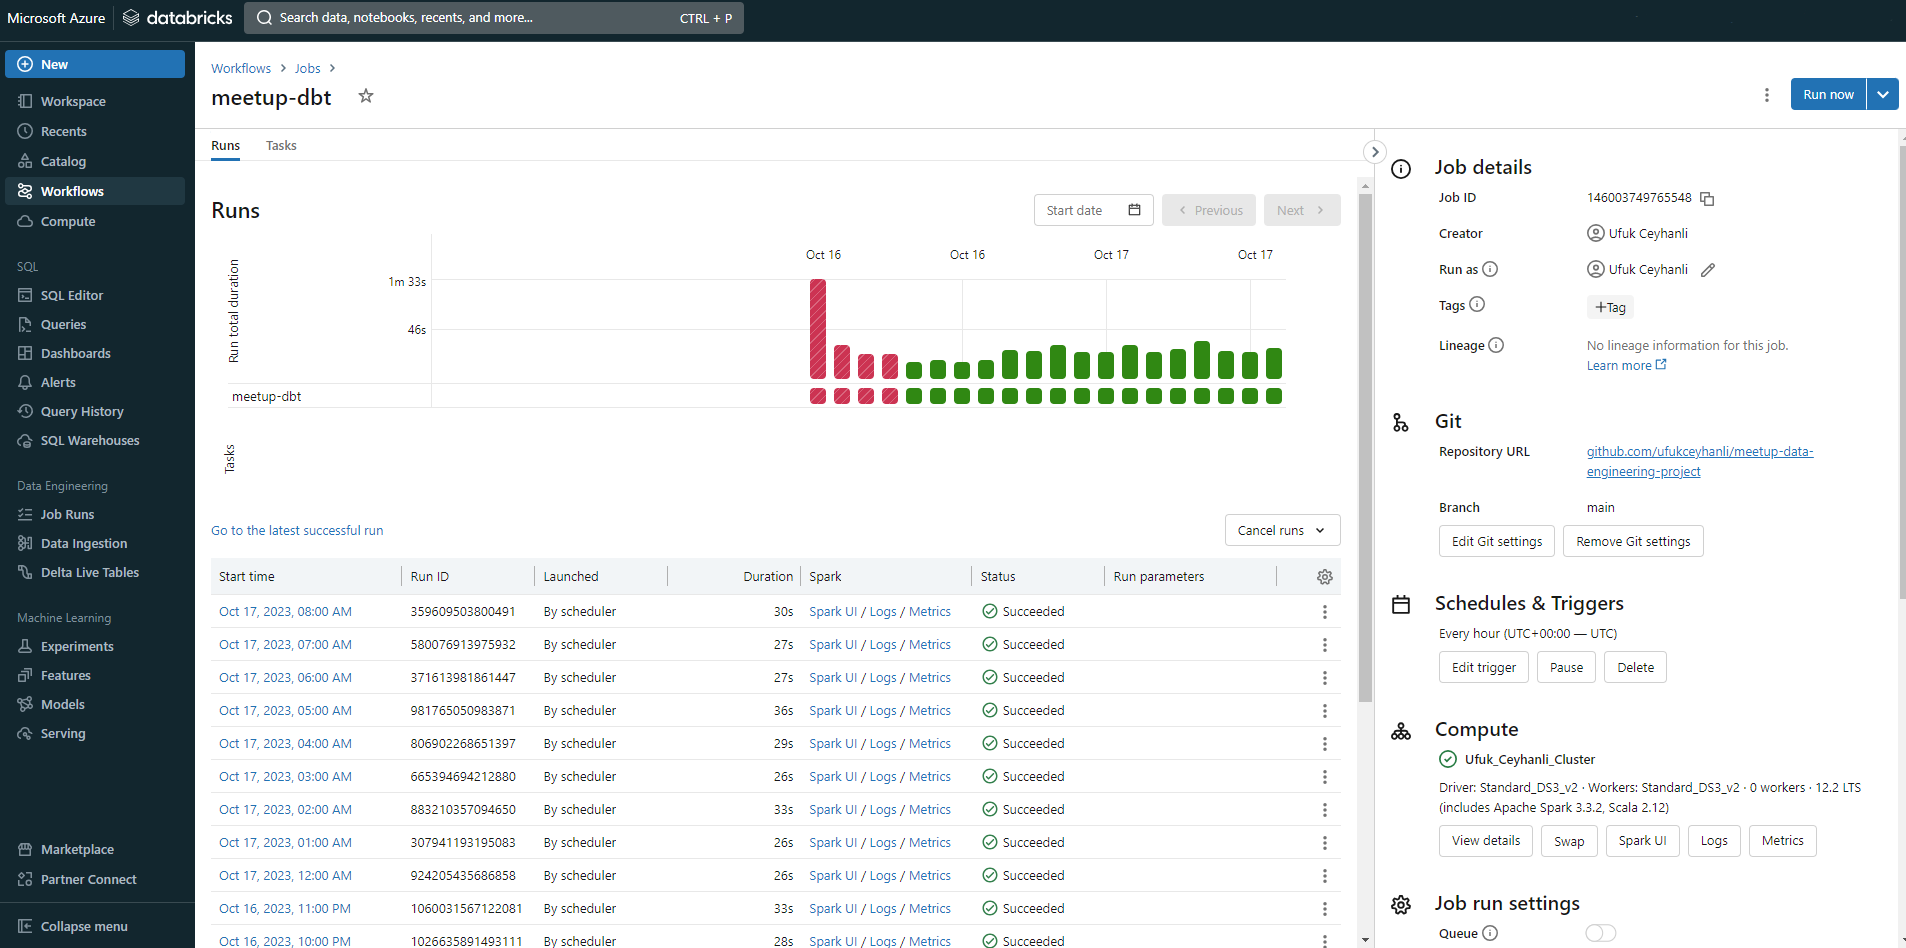 Microsoft Azure databricks Search data, notebooks, recents, and more... CTRL + P
New
Workspace
Recents
Catalog
Workflows
Compute
SQL
SQL Editor
Queries
Dashboards
Alerts
Query History
SQL Warehouses
Data Engineering
Job Runs
Data Ingestion
Delta Live Tables
Machine Learning
Experiments
Features
Models
Serving
Marketplace
Partner Connect
Collapse menu
Workflows > Jobs >
meetup-dbt
Run now
Runs Tasks
Runs
Start date Previous Next
Oct 16 Oct 16 Oct 17 Oct 17
Run total duration
1m 33s
46s
meetup-dbt
Tasks
Go to the latest successful run Cancel runs
Start time Run ID Launched Duration Spark Status Run parameters
Oct 17, 2023, 08:00 AM 359609503800491 By scheduler 30s Spark UI / Logs / Metrics Succeeded
Oct 17, 2023, 07:00 AM 580076913975932 By scheduler 27s Spark UI / Logs / Metrics Succeeded
Oct 17, 2023, 06:00 AM 371613981861447 By scheduler 27s Spark UI / Logs / Metrics Succeeded
Oct 17, 2023, 05:00 AM 981765050983871 By scheduler 36s Spark UI / Logs / Metrics Succeeded
Oct 17, 2023, 04:00 AM 806902268651397 By scheduler 29s Spark UI / Logs / Metrics Succeeded
Oct 17, 2023, 03:00 AM 665394694212880 By scheduler 26s Spark UI / Logs / Metrics Succeeded
Oct 17, 2023, 02:00 AM 883210357094650 By scheduler 33s Spark UI / Logs / Metrics Succeeded
Oct 17, 2023, 01:00 AM 307941193195083 By scheduler 26s Spark UI / Logs / Metrics Succeeded
Oct 17, 2023, 12:00 AM 924205435686858 By scheduler 26s Spark UI / Logs / Metrics Succeeded
Oct 16, 2023, 11:00 PM 1060031567122081 By scheduler 33s Spark UI / Logs / Metrics Succeeded
Oct 16, 2023, 10:00 PM 1026635891493111 By scheduler 28s Spark UI / Logs / Metrics Succeeded
Job details
Job ID 146003749765548
Creator Ufuk Ceyhanli
Run as Ufuk Ceyhanli
Tags +Tag
Lineage No lineage information for this job.
Learn more
Git
Repository URL github.com/ufukceyhanli/meetup-data-
engineering-project
Branch main
Edit Git settings Remove Git settings
Schedules & Triggers
Every hour (UTC+00:00 — UTC)
Edit trigger Pause Delete
Compute
Ufuk_Ceyhanli_Cluster
Driver: Standard_DS3_v2 · Workers: Standard_DS3_v2 · 0 workers · 12.2 LTS
(includes Apache Spark 3.3.2, Scala 2.12)
View details Swap Spark UI Logs Metrics
Job run settings
Queue